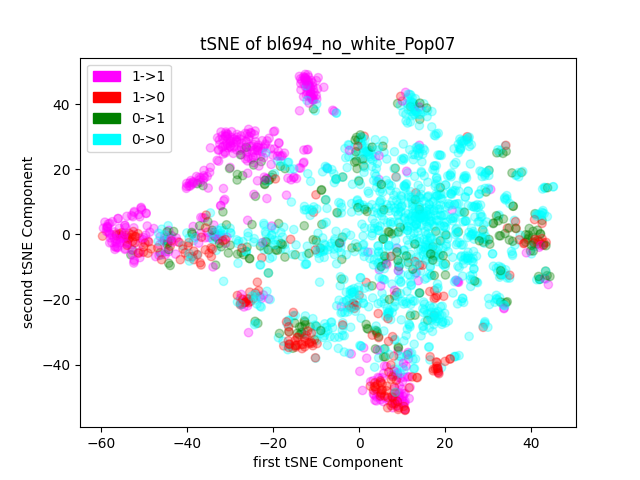 tSNE of bl694_no_white_Pop07
1->1
1->0
0->1
0->0
40
20
0
−20
−40
second tSNE Component
−60 −40 −20 0 20 40
first tSNE Component